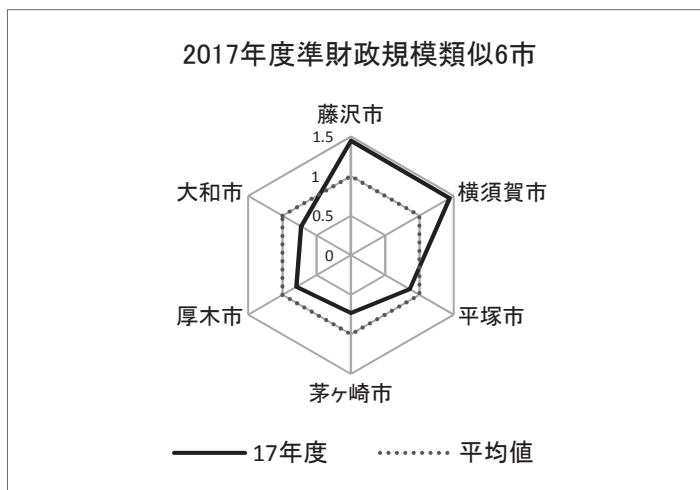 2017年度準財政規模類似6市
藤沢市
1.5
1
0.5
0
横須賀市
平塚市
茅ヶ崎市
厚木市
大和市
17年度
平均値